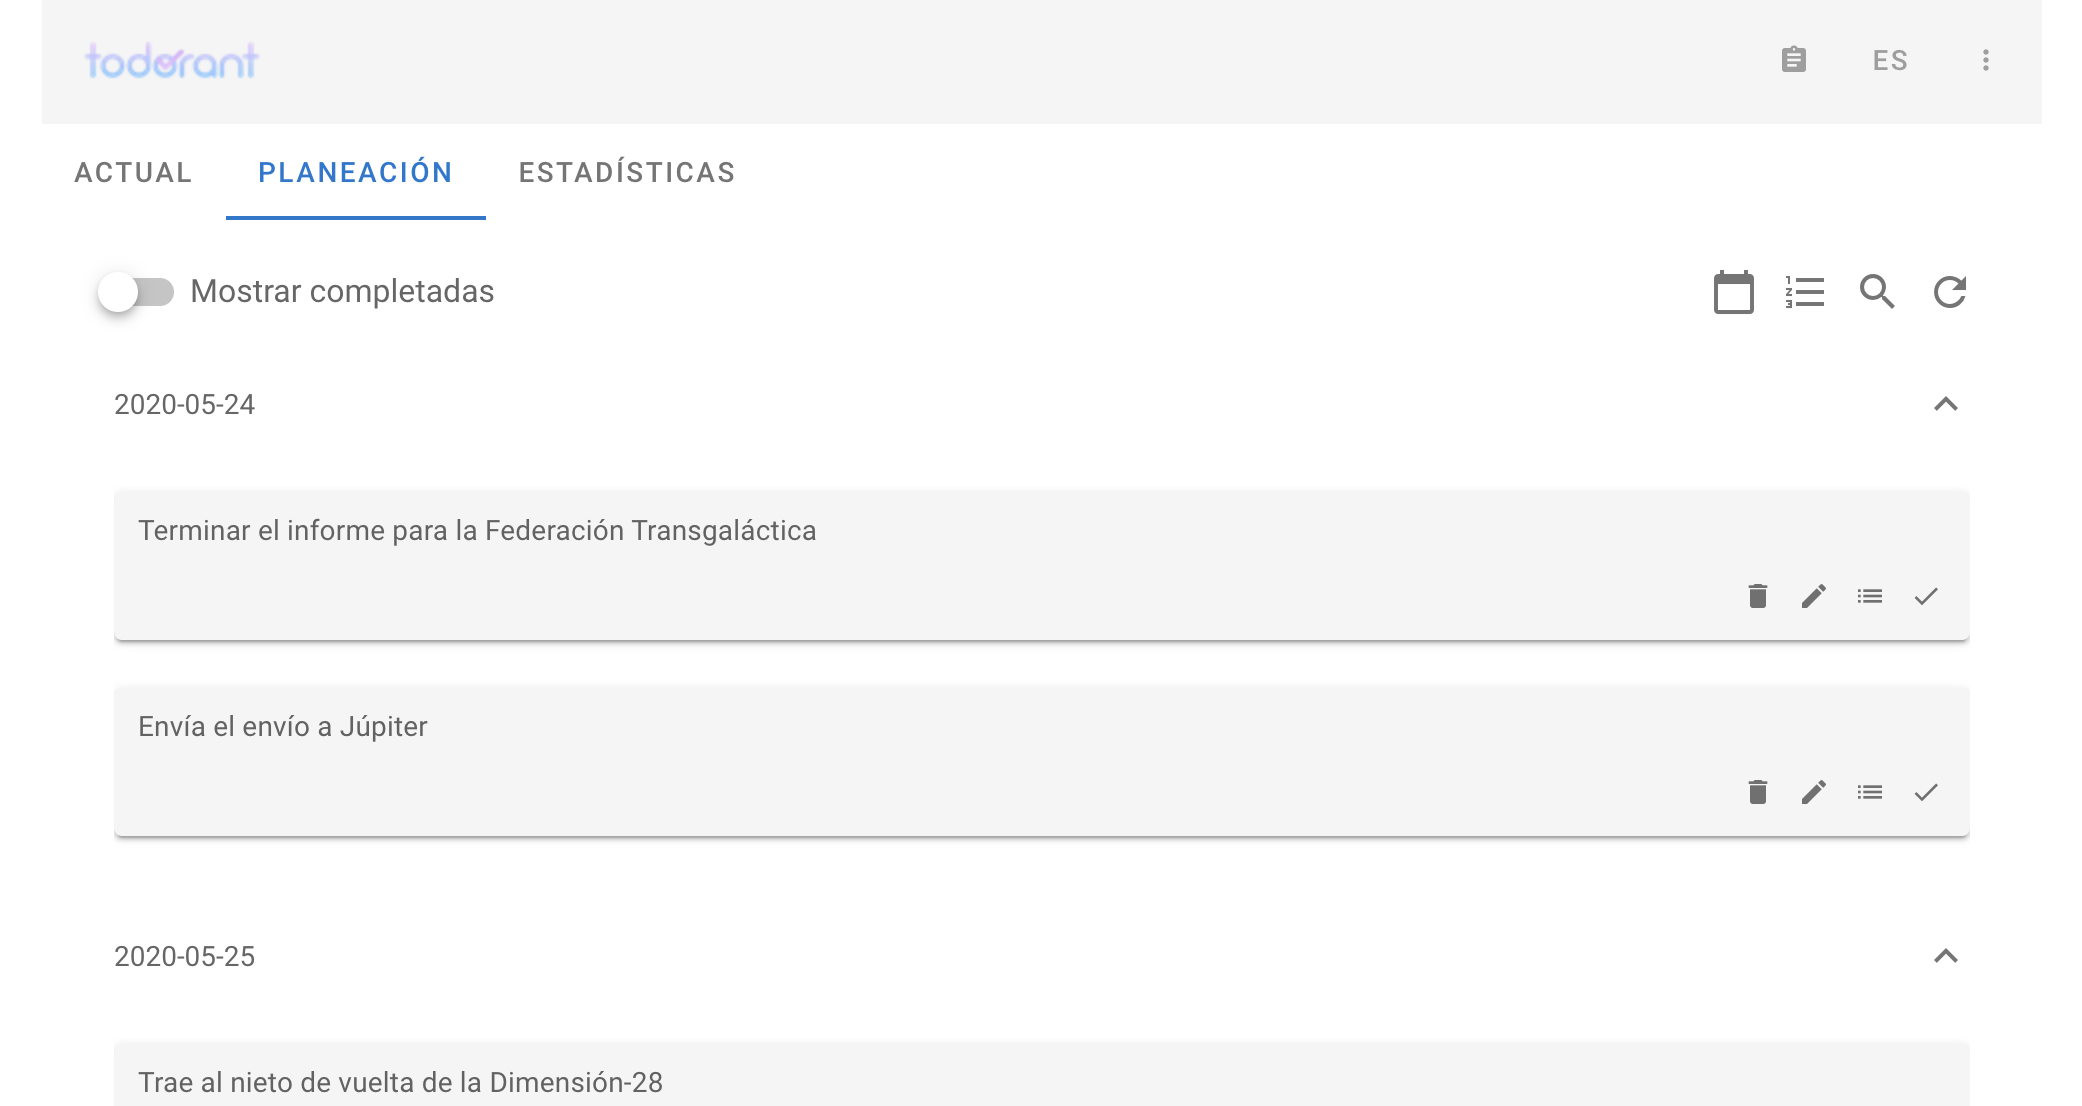 todorant
ES
ACTUAL PLANEACIÓN ESTADÍSTICAS
Mostrar completadas
2020-05-24
Terminar el informe para la Federación Transgaláctica
Envía el envío a Júpiter
2020-05-25
Trae al nieto de vuelta de la Dimensión-28